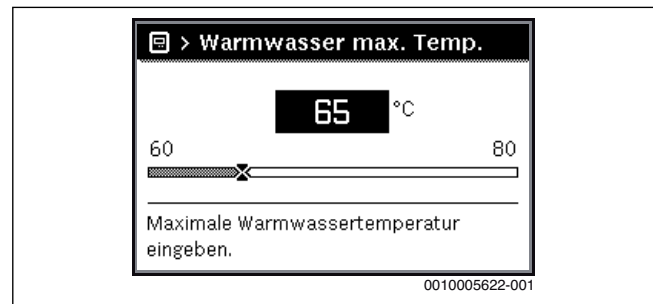 > Warmwasser max. Temp.
65 °C
60 80
Maximale Warmwassertemperatur
eingeben.
0010005622-001